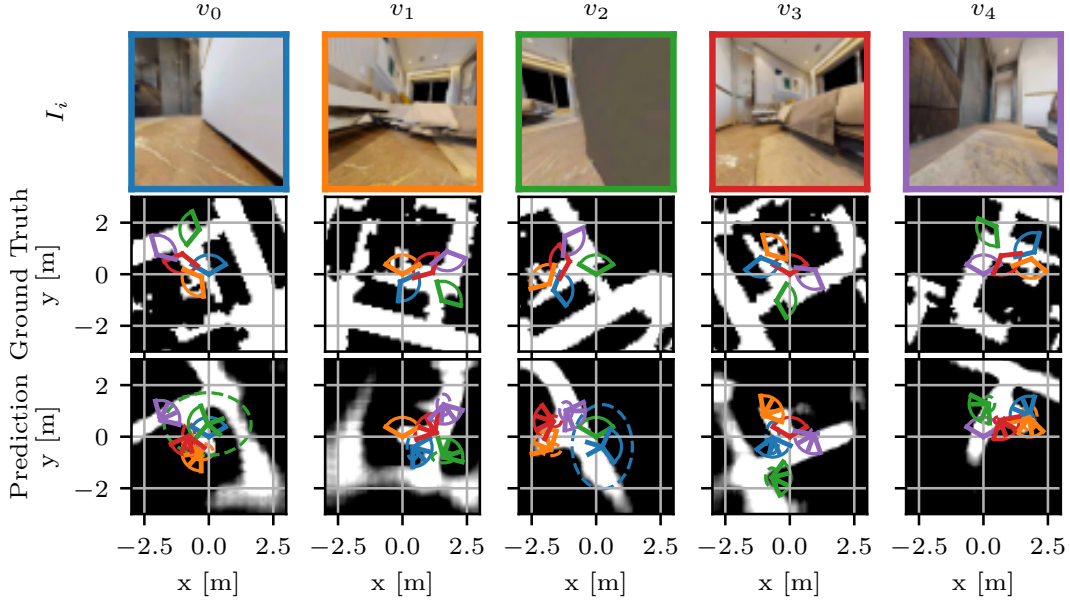 v0 v1 v2 v3 v4
Ii
Ground Truth
y [m]
2
0
−2
Prediction
y [m]
2
0
−2
−2.5 0.0 2.5 −2.5 0.0 2.5 −2.5 0.0 2.5 −2.5 0.0 2.5 −2.5 0.0 2.5
x [m] x [m] x [m] x [m] x [m]